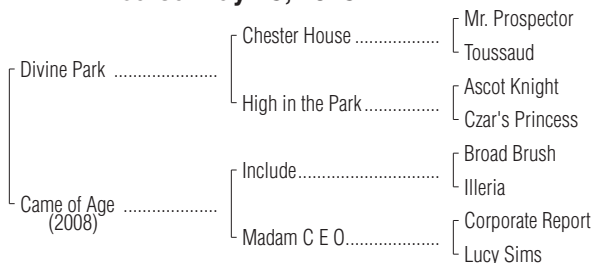 Mr. Prospector
Chester House ..................
Toussaud
Divine Park ......................
Ascot Knight
High in the Park................
Czar's Princess
Broad Brush
Include..............................
Illeria
Came of Age ....................
(2008)
Corporate Report
Madam C E O....................
Lucy Sims